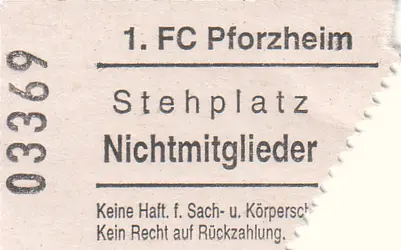 03369
1. FC Pforzheim
Stehplatz
Nichtmitglieder
Keine Haft. f. Sach- u. Körpersch
Kein Recht auf Rückzahlung.